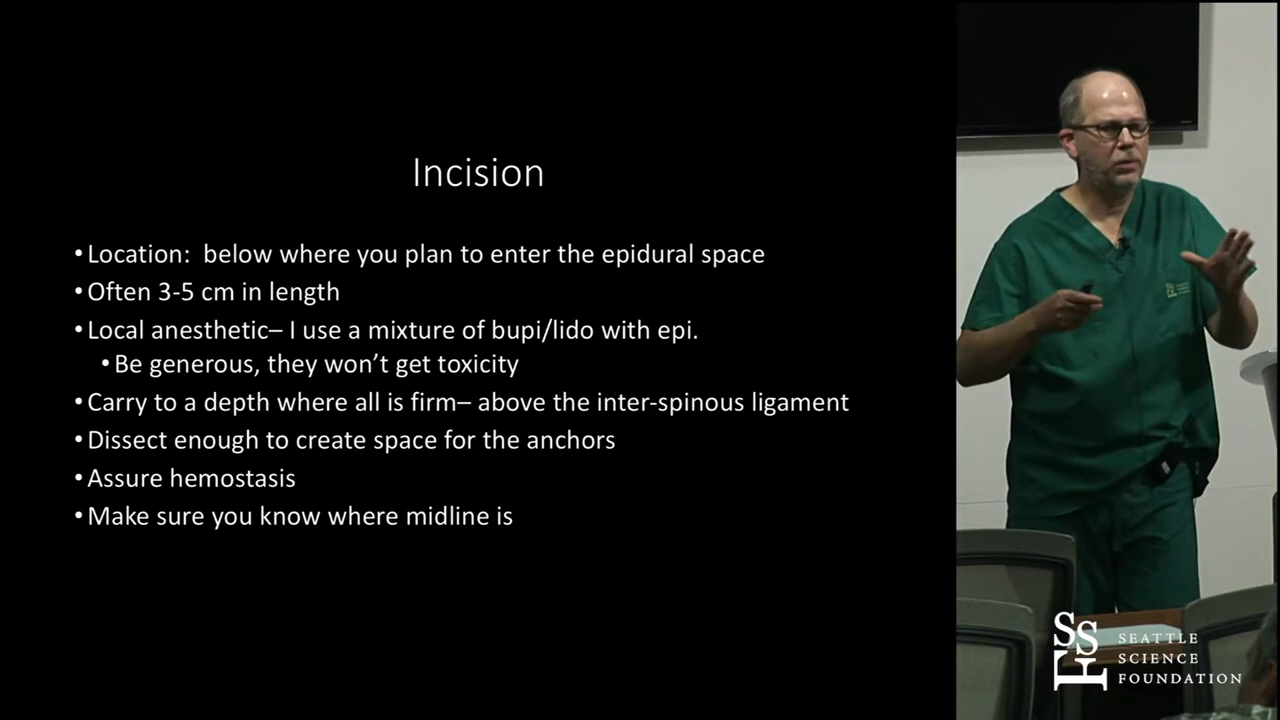 Incision
• Location:  below where you plan to enter the epidural space
• Often 3-5 cm in length
• Local anesthetic– I use a mixture of bupi/lido with epi.
• Be generous, they won’t get toxicity
• Carry to a depth where all is firm– above the inter-spinous ligament
• Dissect enough to create space for the anchors
• Assure hemostasis
• Make sure you know where midline is
SSF
SEATTLE
SCIENCE
FOUNDATION